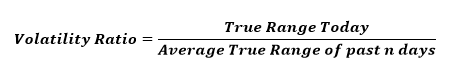 Volatility Ratio = True Range Today / Average True Range of past n days